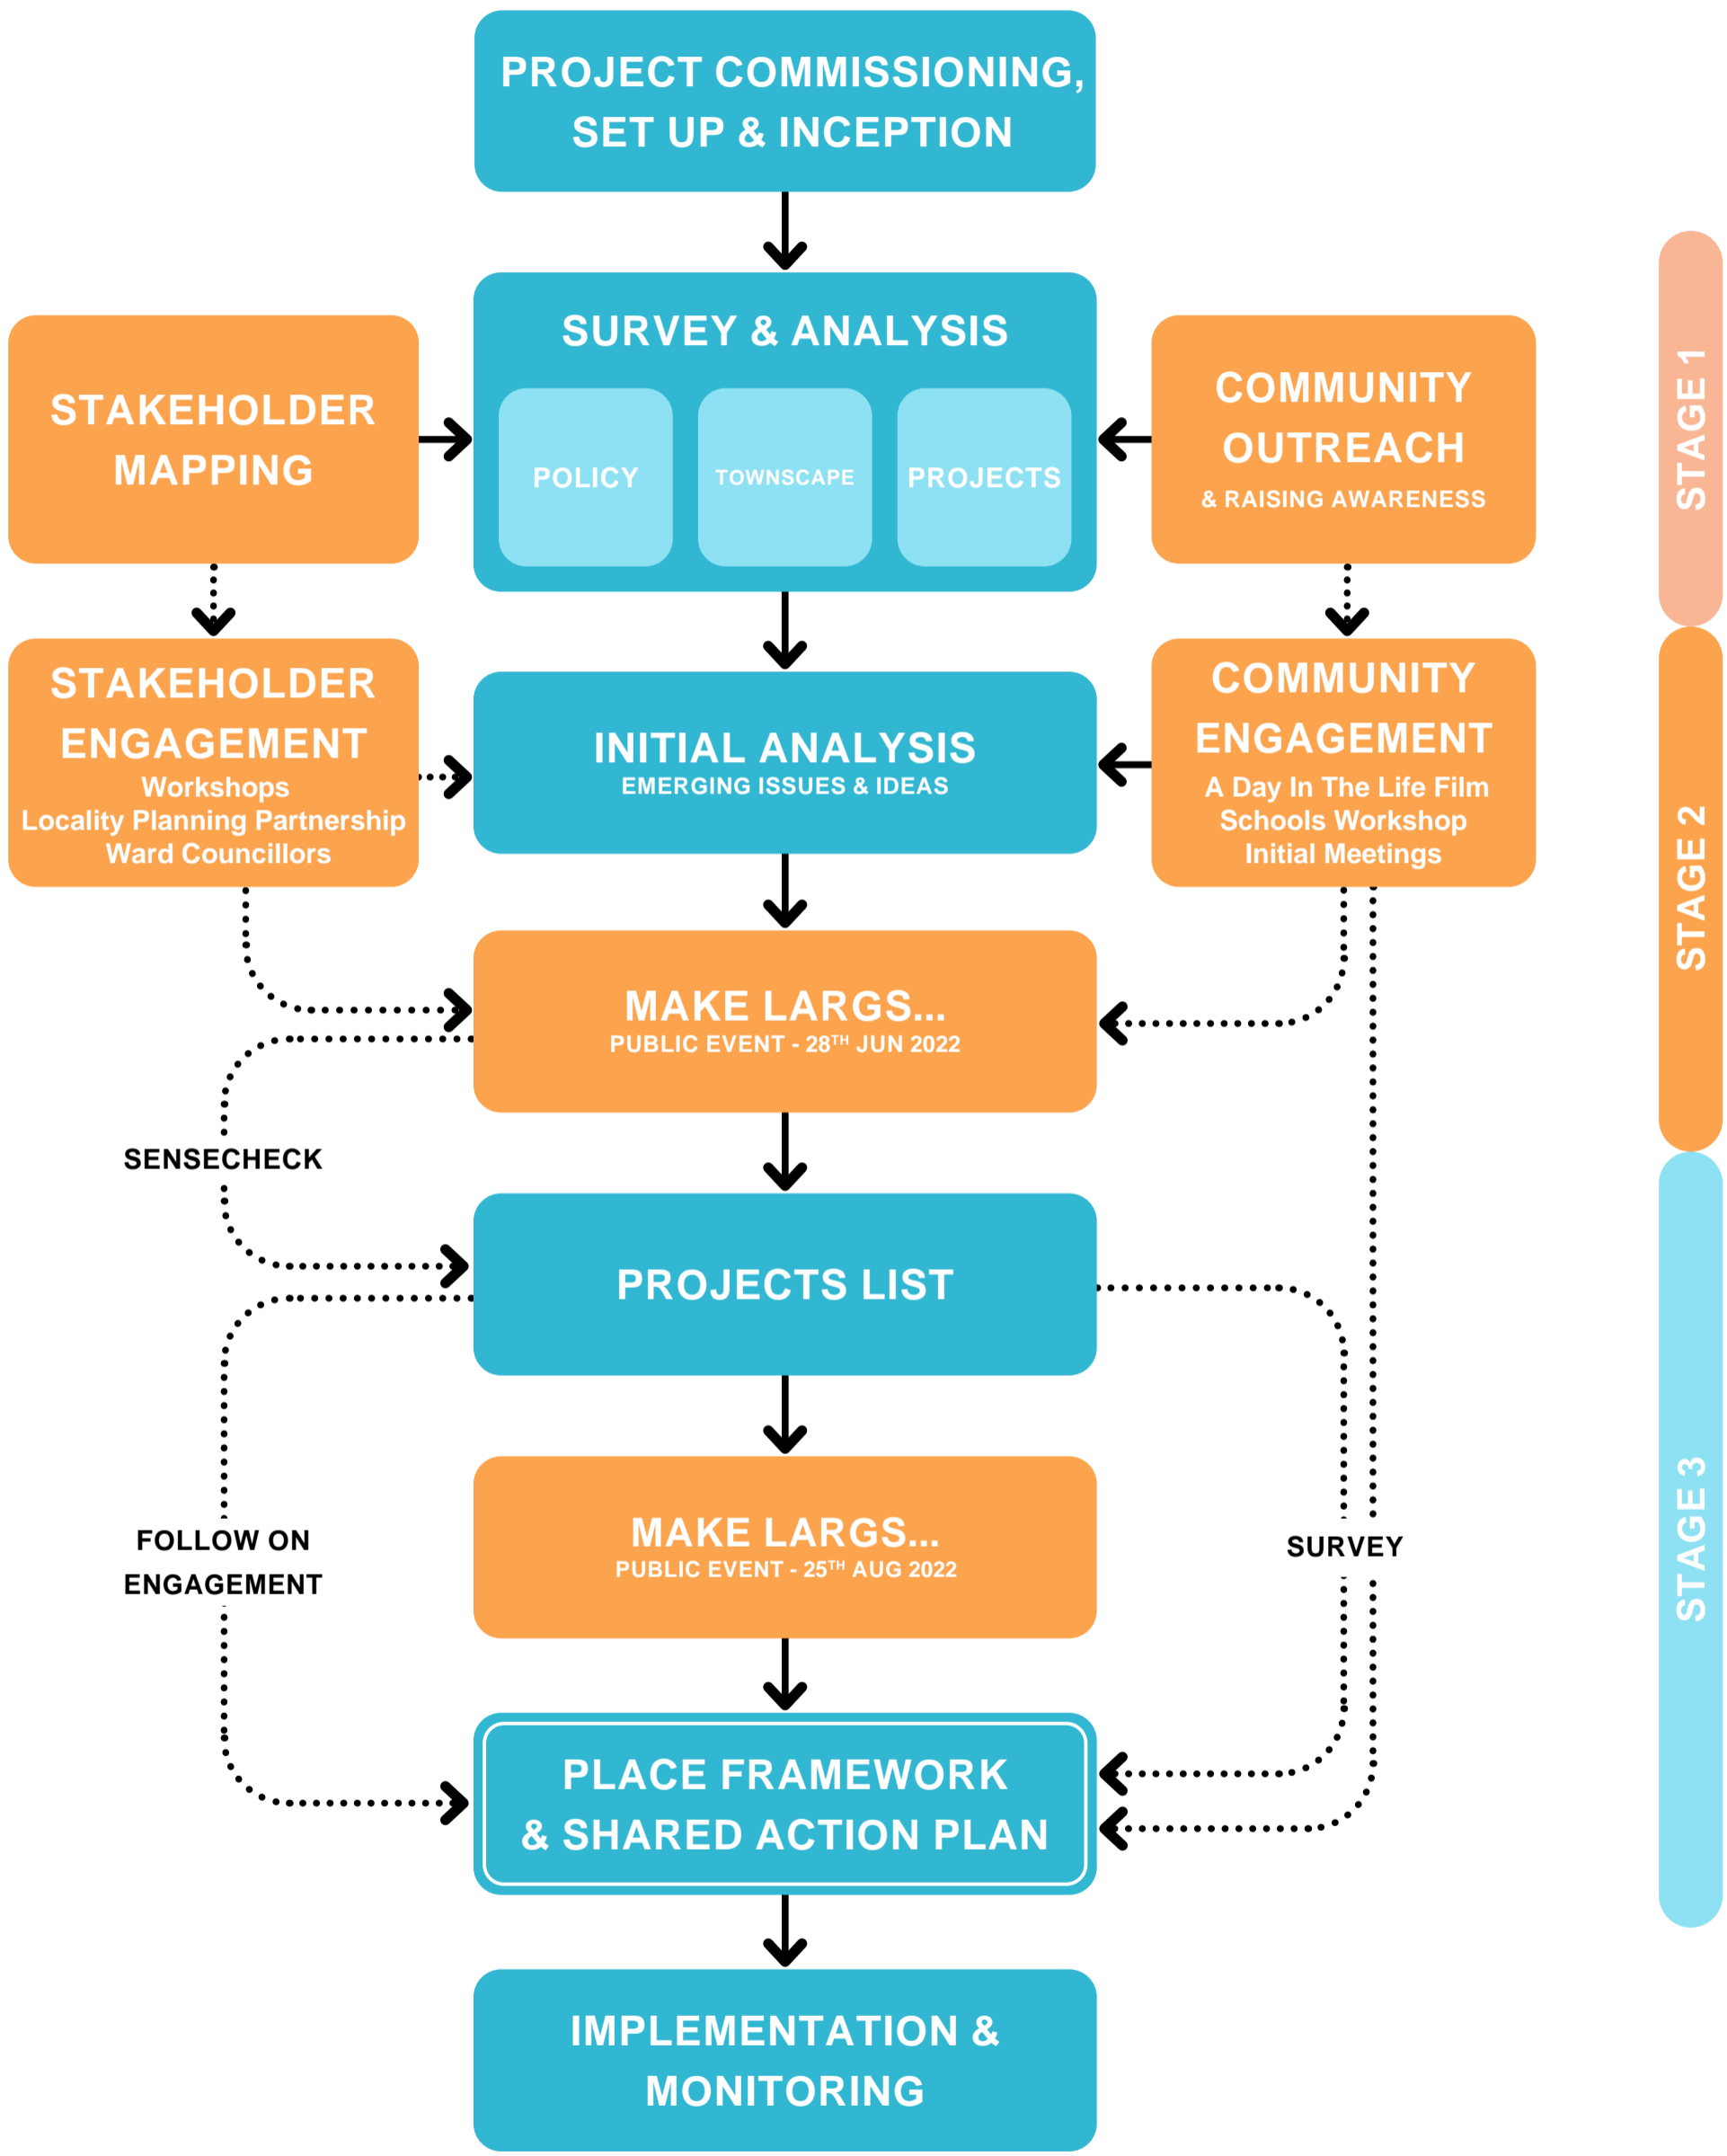 PROJECT COMMISSIONING,
SET UP & INCEPTION
SURVEY & ANALYSIS
POLICY
TOWNSCAPE
PROJECTS
STAKEHOLDER
MAPPING
COMMUNITY
OUTREACH
& RAISING AWARENESS
STAGE 1
STAKEHOLDER
ENGAGEMENT
Workshops
Locality Planning Partnership
Ward Councillors
INITIAL ANALYSIS
EMERGING ISSUES & IDEAS
COMMUNITY
ENGAGEMENT
A Day In The Life Film
Schools Workshop
Initial Meetings
STAGE 2
MAKE LARGS...
PUBLIC EVENT - 28TH JUN 2022
SENSECHECK
PROJECTS LIST
MAKE LARGS...
PUBLIC EVENT - 25TH AUG 2022
FOLLOW ON
ENGAGEMENT
SURVEY
STAGE 3
PLACE FRAMEWORK
& SHARED ACTION PLAN
IMPLEMENTATION &
MONITORING